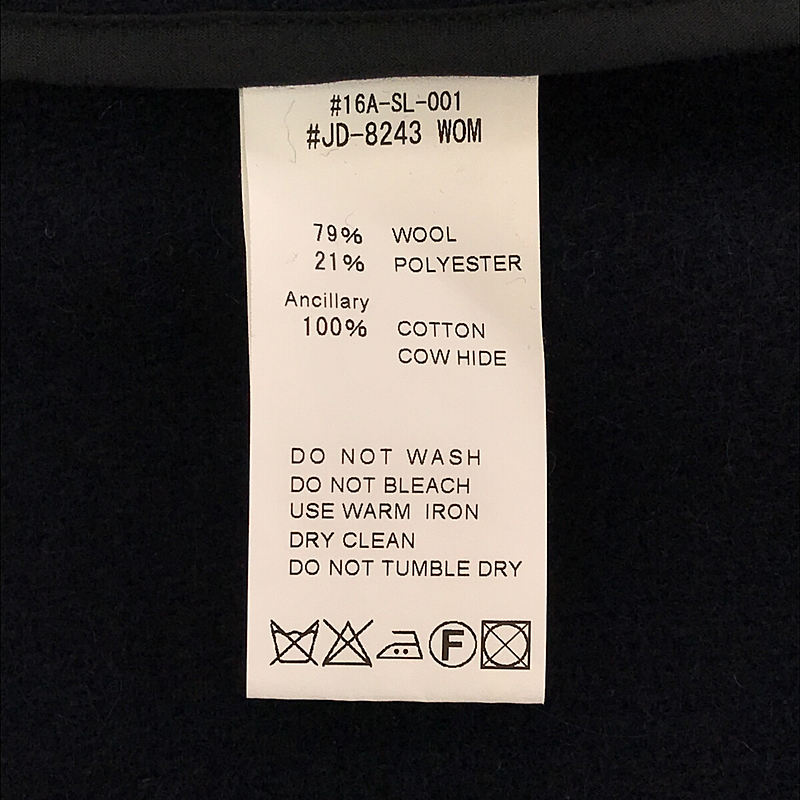 #16A-SL-001
#JD-8243 WOM
79% WOOL
21% POLYESTER
Ancillary
100% COTTON
COW HIDE
DO NOT WASH
DO NOT BLEACH
USE WARM IRON
DRY CLEAN
DO NOT TUMBLE DRY
F